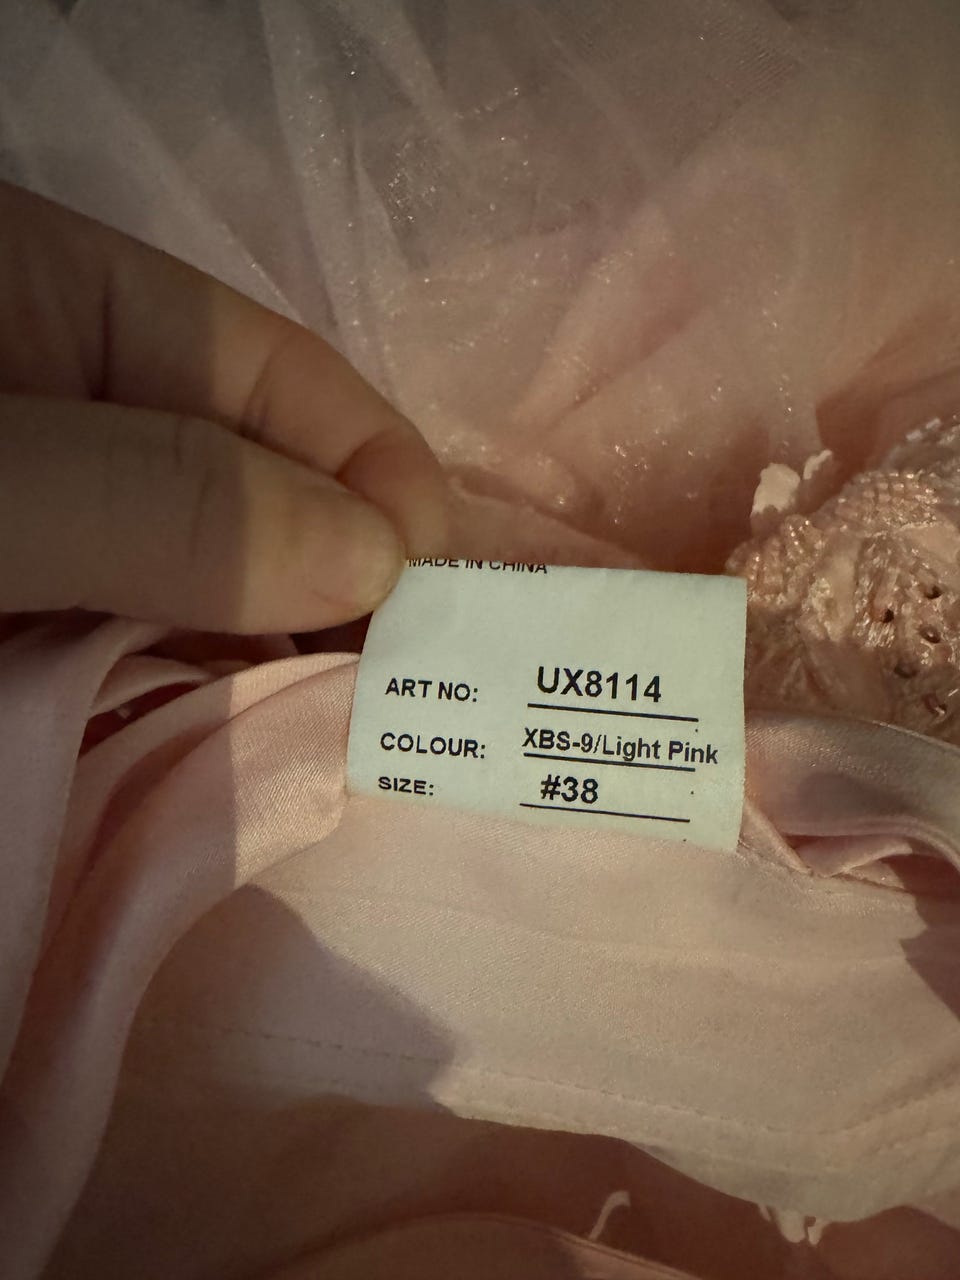 MADE IN CHINA
ART NO: UX8114
COLOUR: XBS-9/Light Pink
SIZE: #38